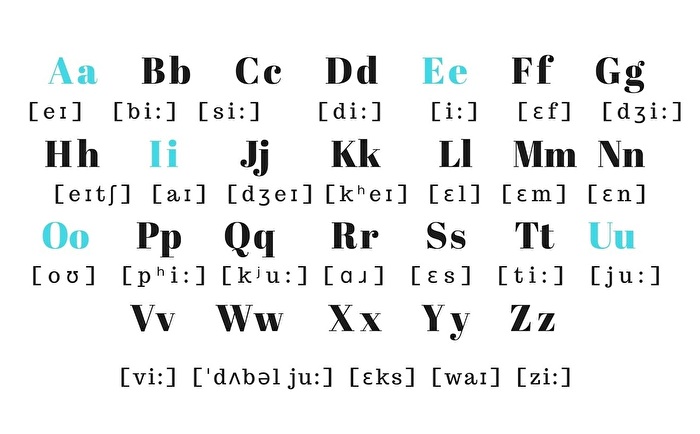 Aa Bb Cc Dd Ee Ff Gg
[eɪ] [bi:] [si:] [di:] [i:] [ɛf] [dʒi:]
Hh Ii Jj Kk Ll Mm Nn
[eɪtʃ] [aɪ] [dʒeɪ] [kʰeɪ] [ɛl] [ɛm] [ɛn]
Oo Pp Qq Rr Ss Tt Uu
[oʊ] [pʰi:] [kʲu:] [ɑɹ] [ɛs] [ti:] [ju:]
Vv Ww Xx Yy Zz
[vi:] [ˈdʌbəl ju:] [ɛks] [waɪ] [zi:]